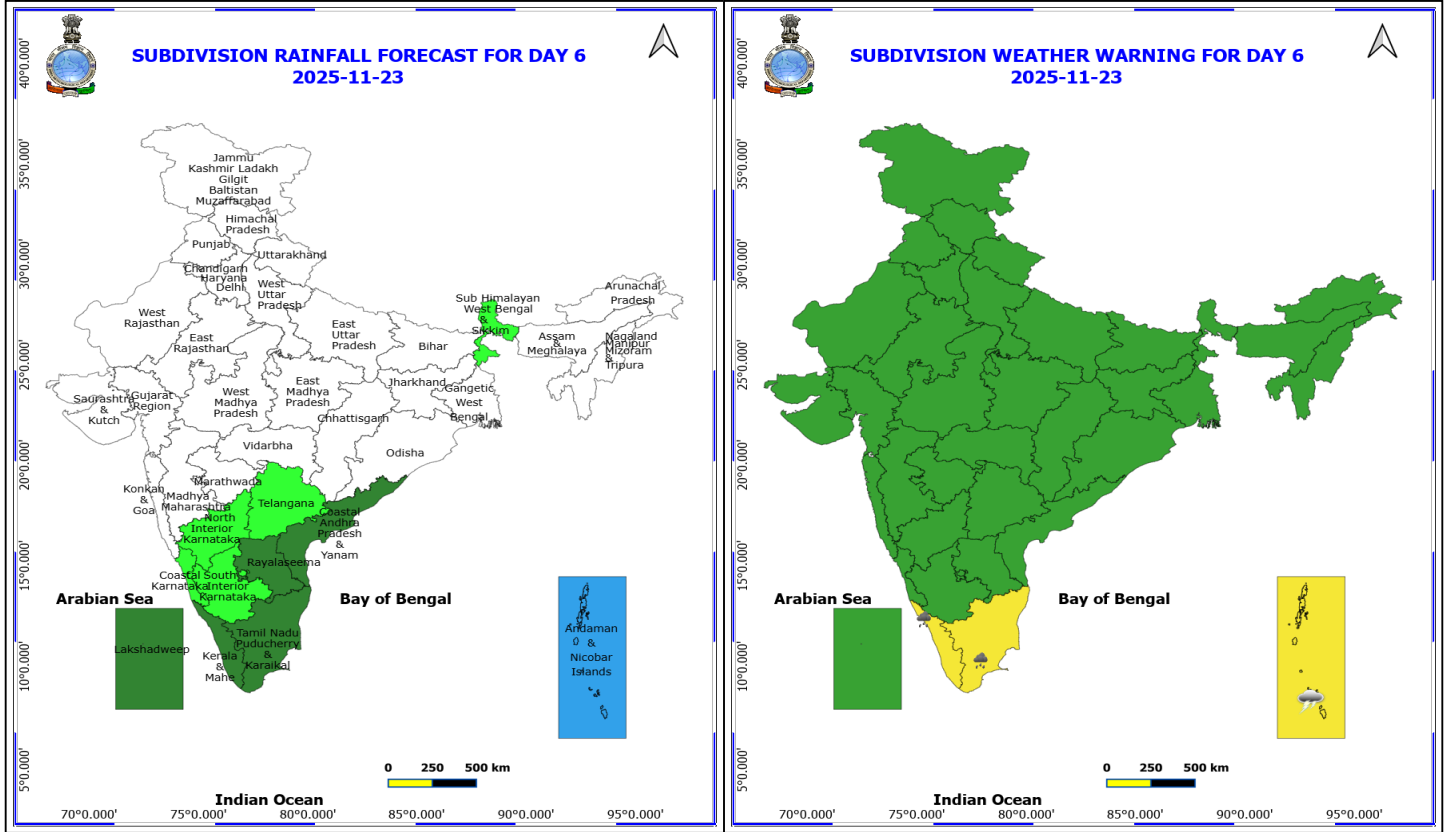 SUBDIVISION RAINFALL FORECAST FOR DAY 6
2025-11-23
40°0.000'
35°0.000'
30°0.000'
25°0.000'
20°0.000'
15°0.000'
10°0.000'
5°0.000'
Jammu
Kashmir Ladakh
Gilgit
Baltistan
Muzaffarabad
Himachal
Pradesh
Punjab
Uttarakhand
Chandigarh
Haryana
Delhi
West
Uttar
Pradesh
Arunachal
Pradesh
Sub Himalayan
West Bengal
&
Sikkim
West
Rajasthan
East
Rajasthan
East
Uttar
Pradesh
Bihar
Assam
&
Meghalaya
Nagaland
Manipur
Mizoram
&
Tripura
Saurashtra
&
Kutch
Gujarat
Region
West
Madhya
Pradesh
East
Madhya
Pradesh
Jharkhand
Gangetic
West
Bengal
Chhattisgarh
Vidarbha
Odisha
Konkan
&
Goa
Madhya
Maharashtra
Marathwada
Telangana
North
Interior
Karnataka
Coastal
Andhra
Pradesh
&
Yanam
Rayalaseema
Coastal
Karnataka
South
Interior
Karnataka
Arabian Sea
Bay of Bengal
Lakshadweep
Kerala
&
Mahe
Tamil Nadu
Puducherry
&
Karaikal
Andaman
&
Nicobar
Islands
0 250 500 km
Indian Ocean
70°0.000' 75°0.000' 80°0.000' 85°0.000' 90°0.000' 95°0.000'
SUBDIVISION WEATHER WARNING FOR DAY 6
2025-11-23
40°0.000'
35°0.000'
30°0.000'
25°0.000'
20°0.000'
15°0.000'
10°0.000'
5°0.000'
Arabian Sea
Bay of Bengal
0 250 500 km
Indian Ocean
70°0.000' 75°0.000' 80°0.000' 85°0.000' 90°0.000' 95°0.000'